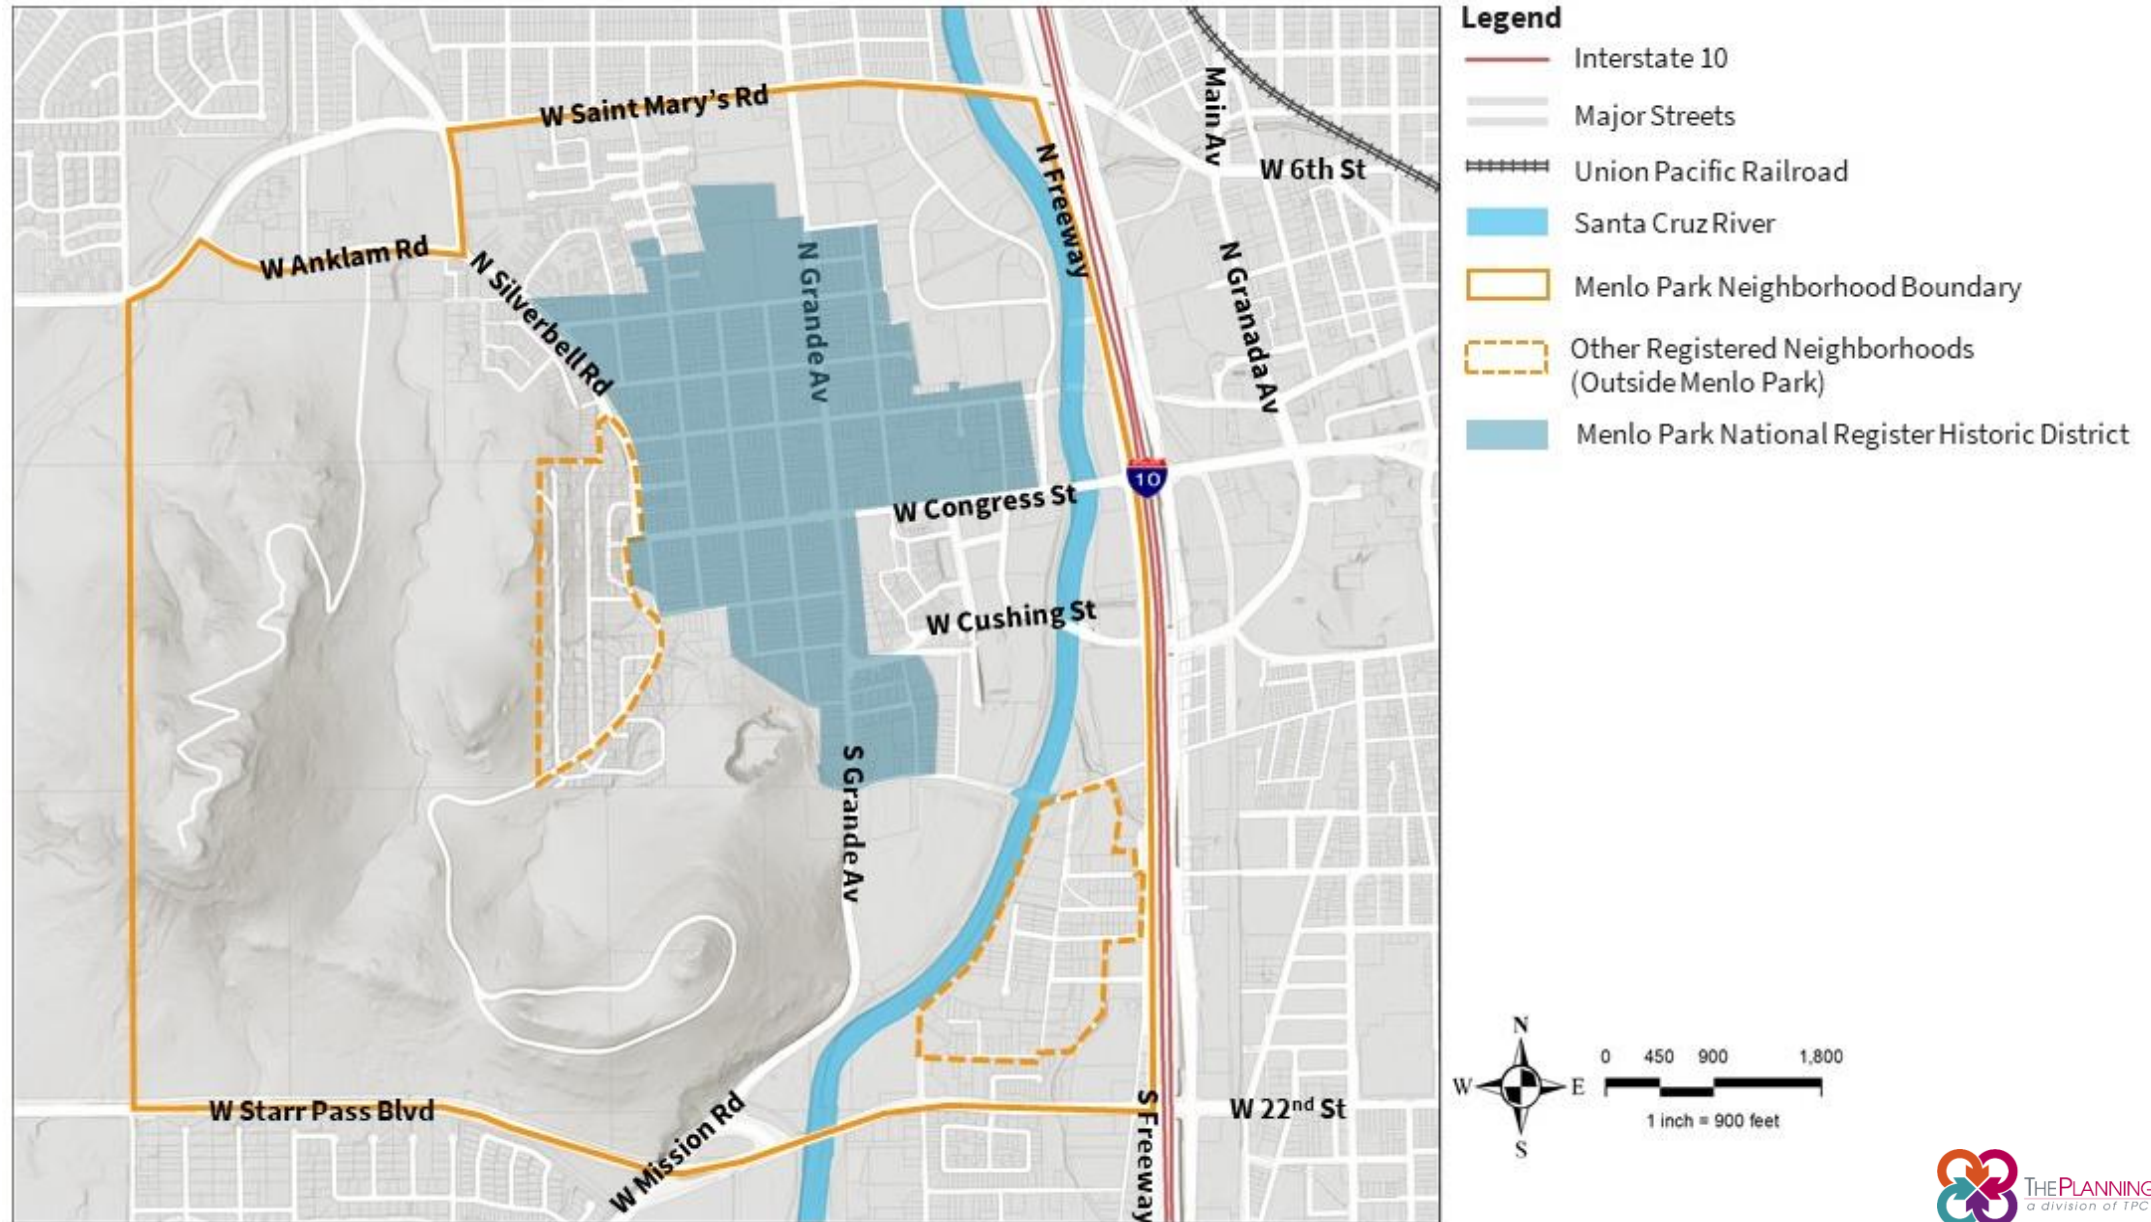 W Saint Mary's Rd
Main Av
W 6th St
N Freeway
W Anklam Rd
N Silverbell Rd
N Grande Av
N Granada Av
10
W Congress St
W Cushing St
S Grande Av
W Starr Pass Blvd
W Mission Rd
S Freeway
W 22nd St
Legend
Interstate 10
Major Streets
Union Pacific Railroad
Santa Cruz River
Menlo Park Neighborhood Boundary
Other Registered Neighborhoods
(Outside Menlo Park)
Menlo Park National Register Historic District
N
W E
S
0 450 900 1,800
1 inch = 900 feet
THEPLANNING
a division of TPC